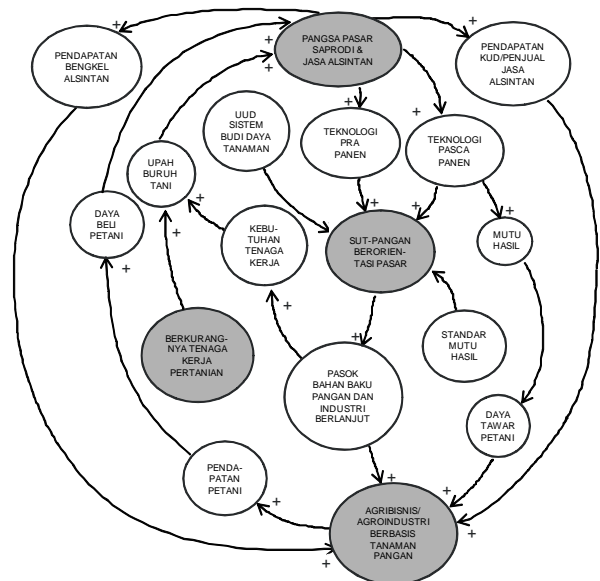 PENDAPATAN
BENGKEL
ALSINTAN
+
+
+
PANGSA PASAR
SAPRODI &
JASA ALSINTAN
+
PENDAPATAN
KUD/PENJUAL
JASA
ALSINTAN
UUD
SISTEM
BUDI DAYA
TANAMAN
+
TEKNOLOGI
PRA
PANEN
+
TEKNOLOGI
PASCA
PANEN
UPAH
BURUH
TANI
+
+
DAYA
BELI
PETANI
+
KEBU-
TUHAN
TENAGA
KERJA
+
+
+
SUT-PANGAN
BERORIEN-
TASI PASAR
+
MUTU
HASIL
+
BERKURANG-
NYA TENAGA
KERJA
PERTANIAN
+
PASOK
BAHAN BAKU
PANGAN DAN
INDUSTRI
BERLANJUT
+
STANDAR
MUTU
HASIL
DAYA
TAWAR
PETANI
+
PENDA-
PATAN
PETANI
+
+
+
AGRIBISNIS/
AGROINDUSTRI
BERBASIS
TANAMAN
PANGAN
+
+